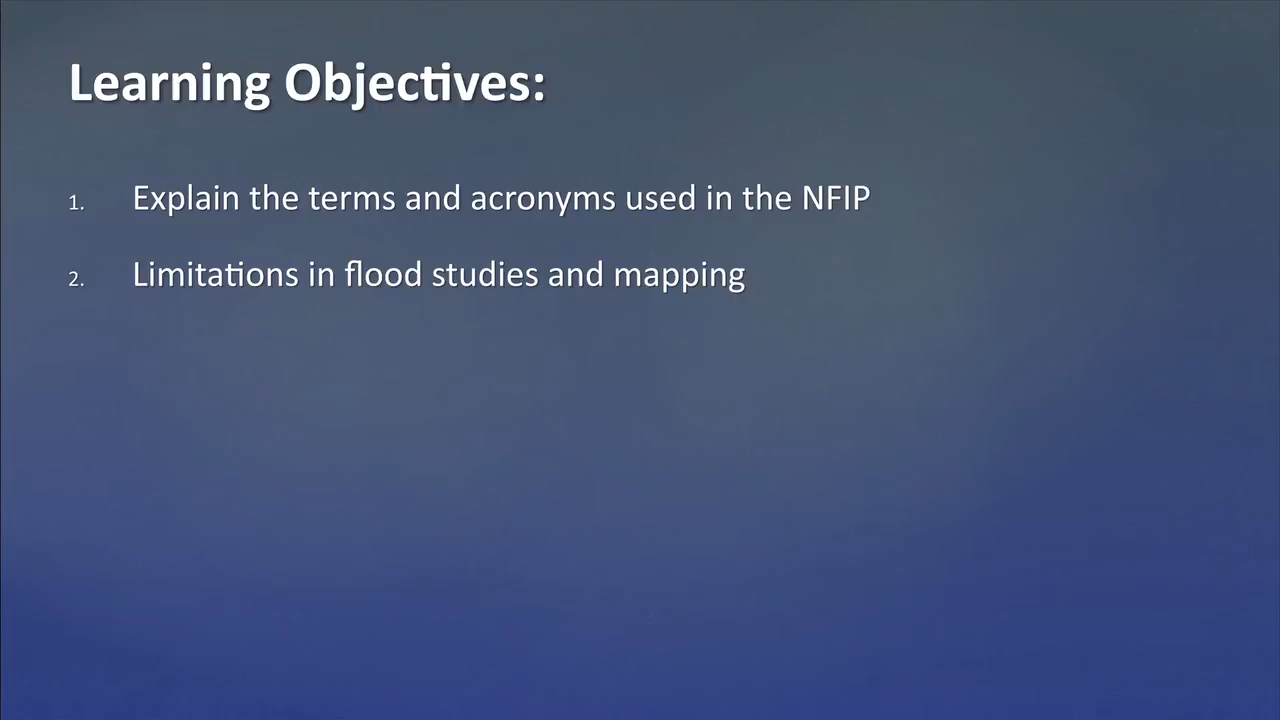 Learning Objectives:
1. Explain the terms and acronyms used in the NFIP
2. Limitations in flood studies and mapping